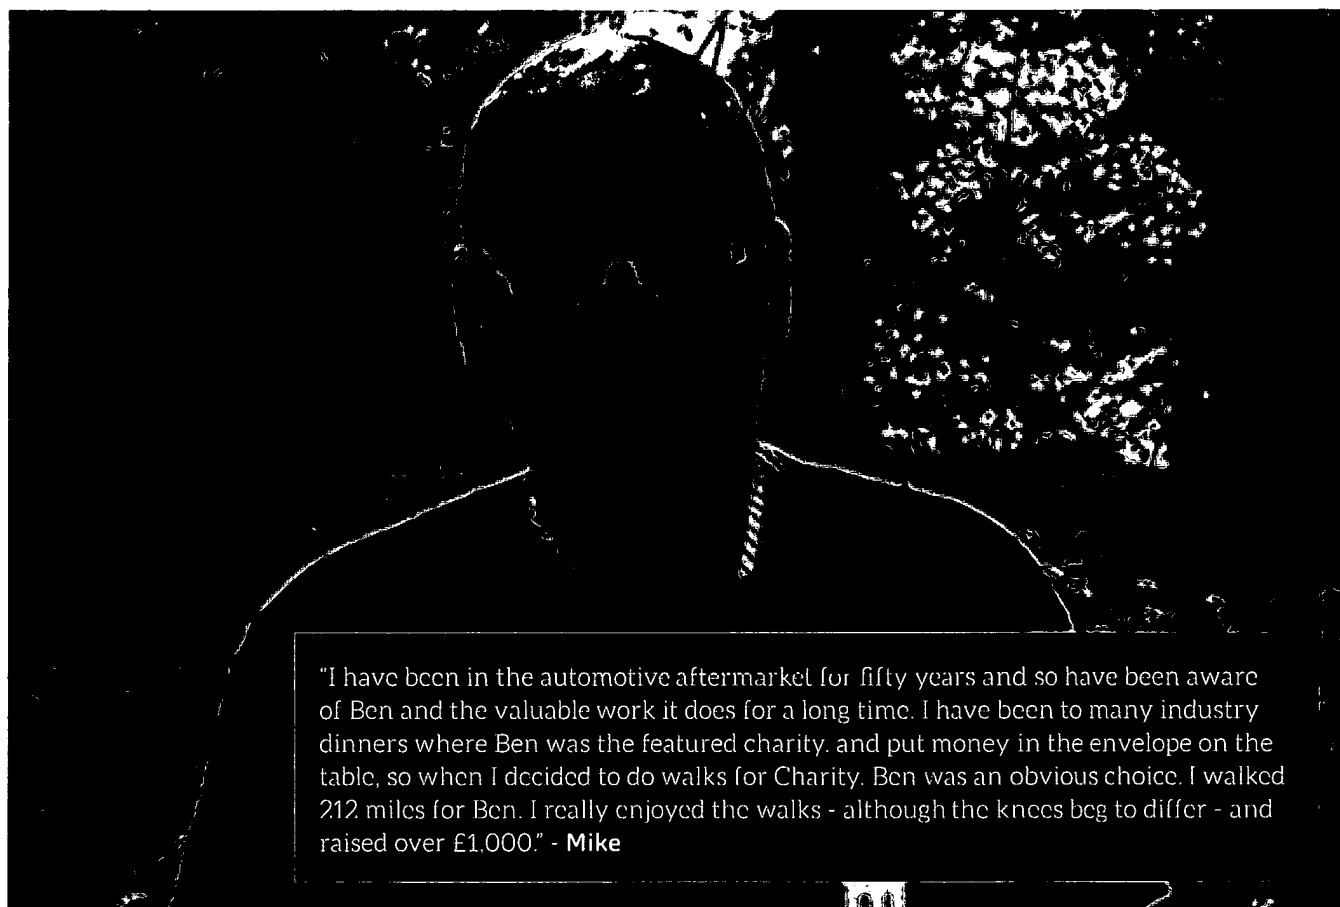 "I have been in the automotive aftermarket for fifty years and so have been aware
of Ben and the valuable work it does for a long time. I have been to many industry
dinners where Ben was the featured charity. and put money in the envelope on the
table, so when I decided to do walks for Charity. Ben was an obvious choice. I walked
212 miles for Ben. I really enjoyed the walks - although the knees beg to differ - and
raised over £1,000." - Mike